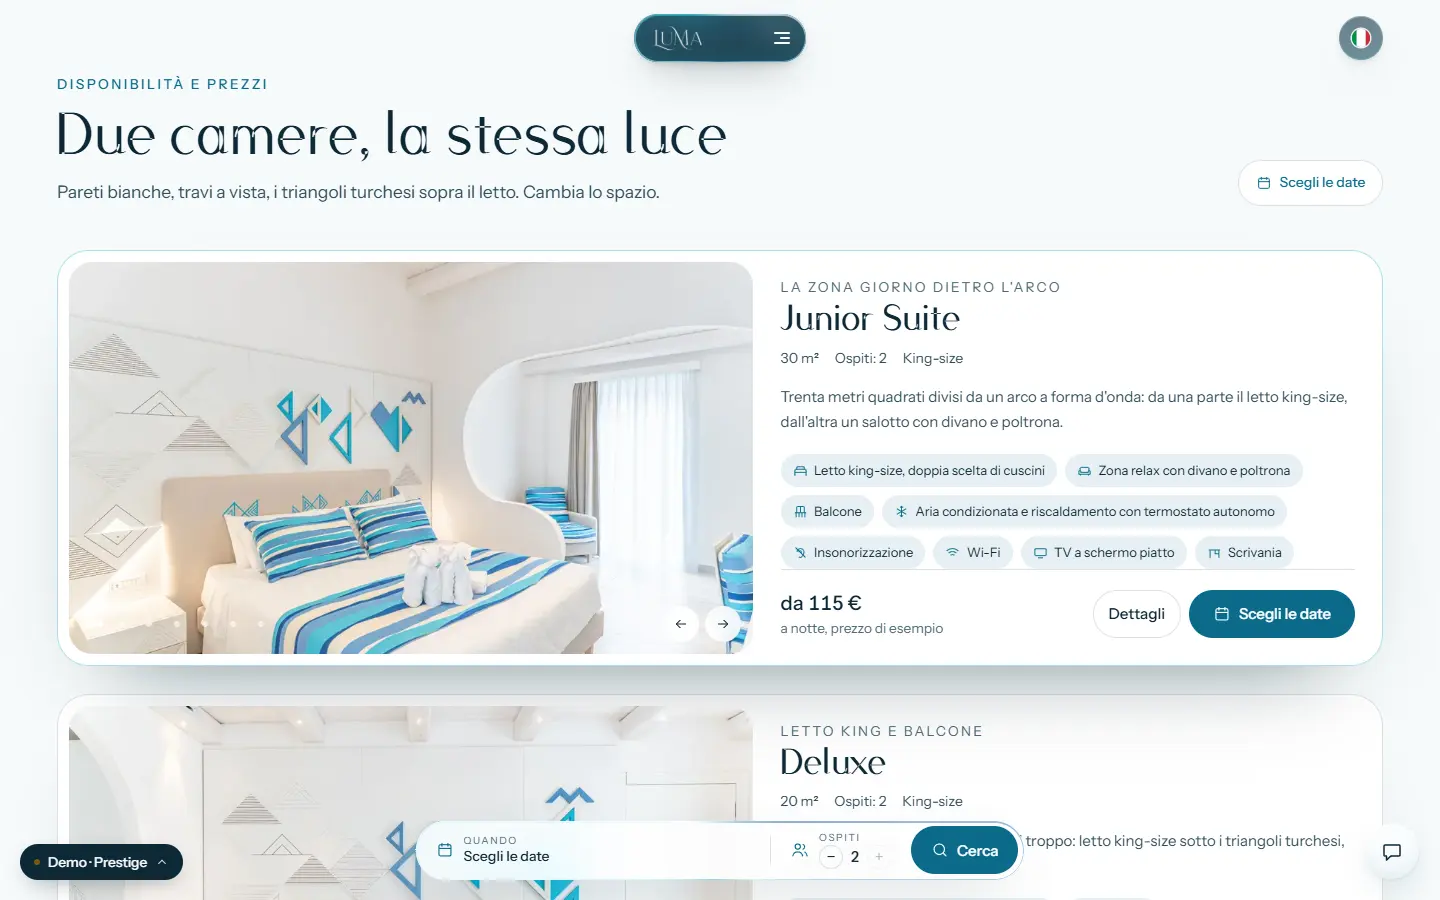 LUMA
DISPONIBILITÀ E PREZZI
Due camere, la stessa luce
Pareti bianche, travi a vista, i triangoli turchesi sopra il letto. Cambia lo spazio.
Scegli le date
LA ZONA GIORNO DIETRO L'ARCO
Junior Suite
30 m² Ospiti: 2 King-size
Trenta metri quadrati divisi da un arco a forma d'onda: da una parte il letto king-size,
dall'altra un salotto con divano e poltrona.
Letto king-size, doppia scelta di cuscini Zona relax con divano e poltrona
Balcone Aria condizionata e riscaldamento con termostato autonomo
Insonorizzazione Wi-Fi TV a schermo piatto Scrivania
da 115 €
a notte, prezzo di esempio
Dettagli Scegli le date
LETTO KING E BALCONE
Deluxe
20 m² Ospiti: 2 King-size
troppo: letto king-size sotto i triangoli turchesi,
QUANDO
Scegli le date
OSPITI
− 2 +
Cerca
Demo · Prestige